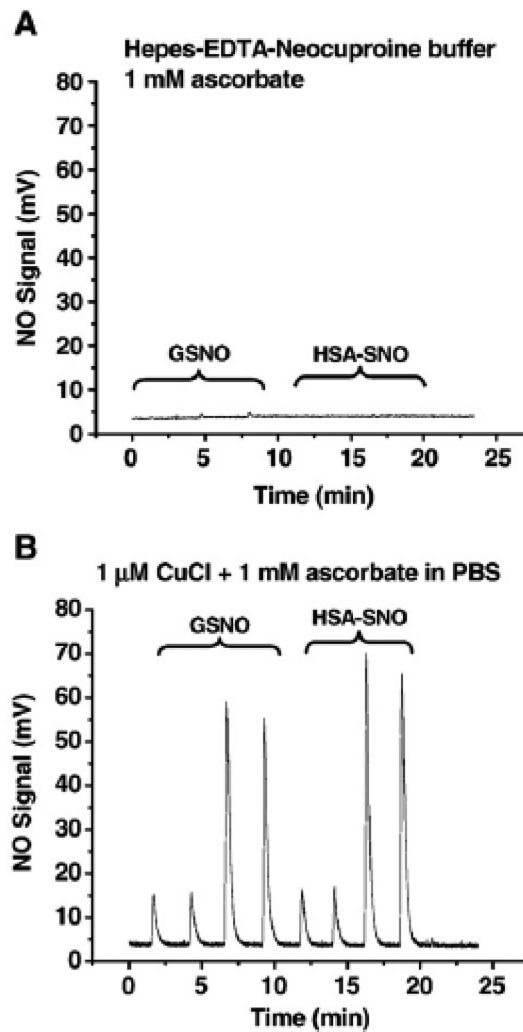 A
Hepes-EDTA-Neocuproine buffer
1 mM ascorbate
80
70
60
50
40
30
20
10
0
NO Signal (mV)
GSNO
HSA-SNO
0 5 10 15 20 25
Time (min)
B
1 μM CuCl + 1 mM ascorbate in PBS
80
70
60
50
40
30
20
10
0
NO Signal (mV)
GSNO
HSA-SNO
0 5 10 15 20 25
Time (min)